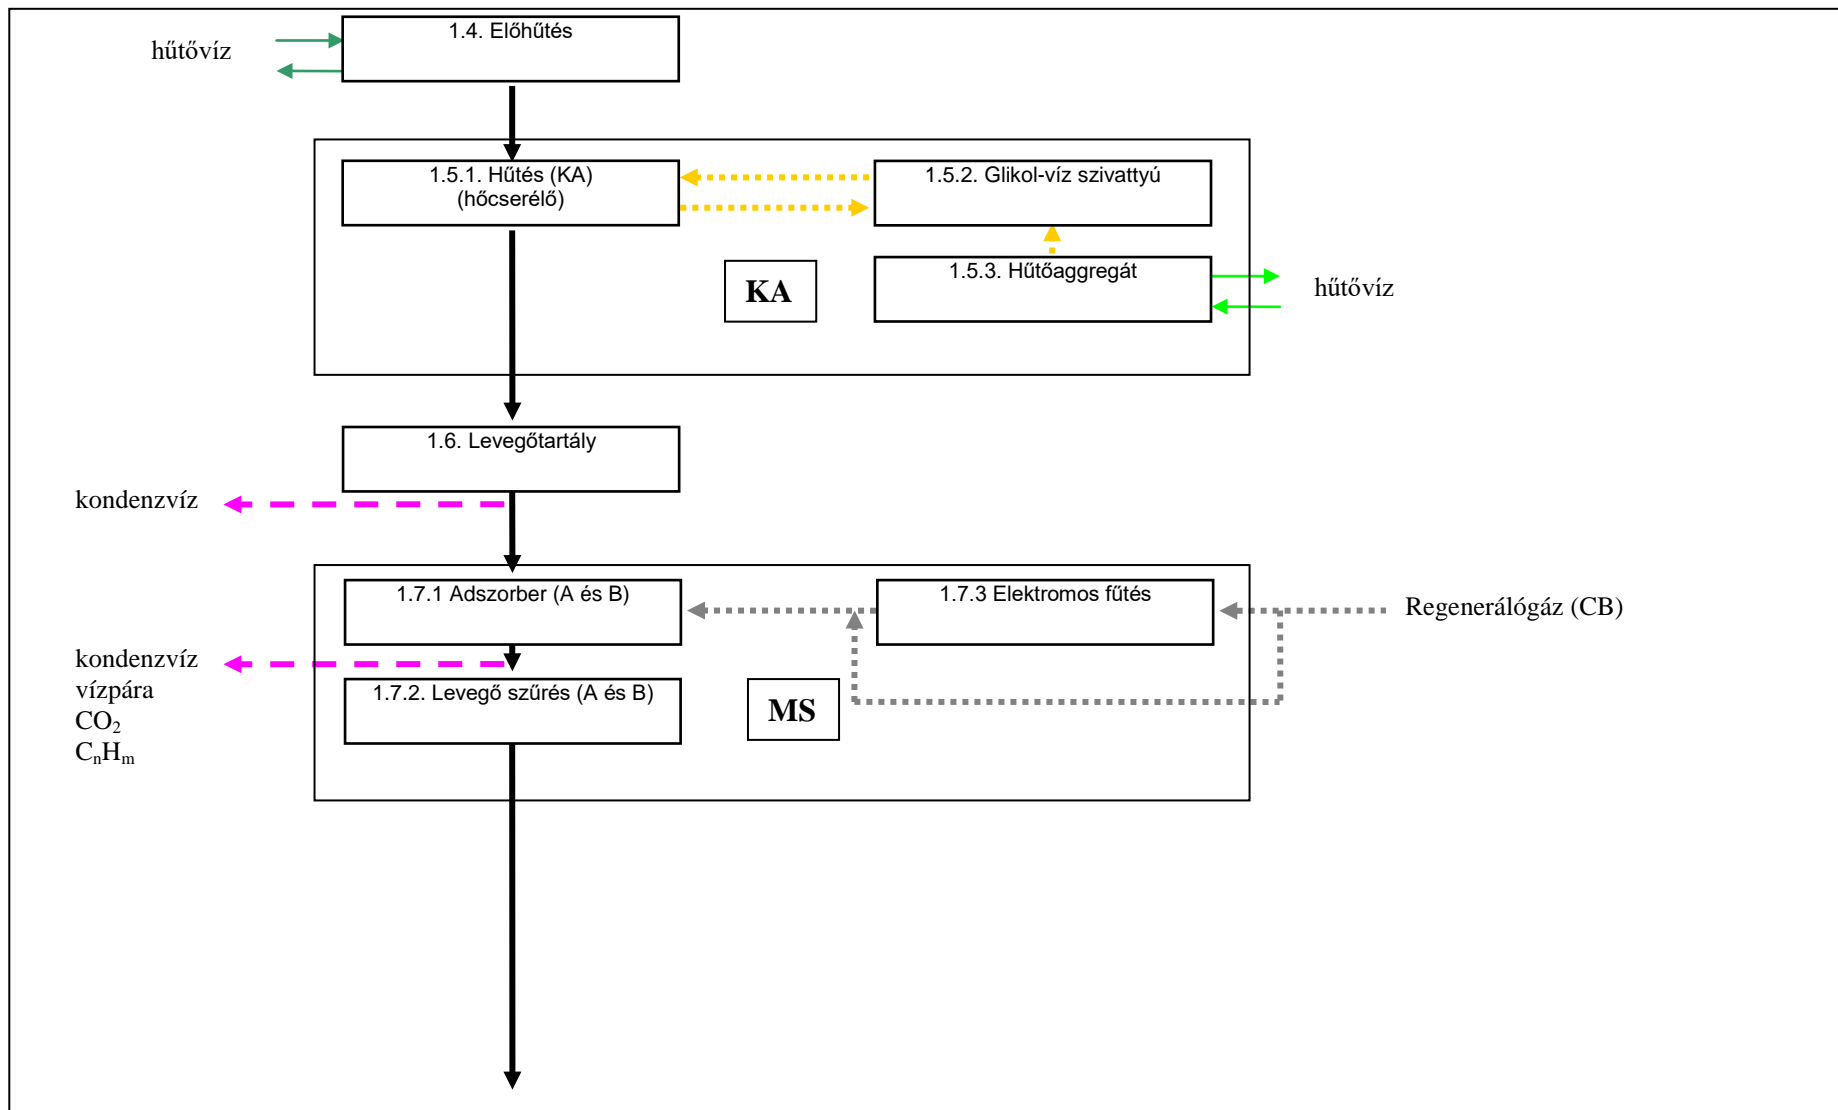 1.4. Előhűtés
hűtővíz
1.5.1. Hűtés (KA)
(hőcserélő)
1.5.2. Glikol-víz szivattyú
1.5.3. Hűtőaggregát
KA
hűtővíz
1.6. Levegőtartály
kondenzvíz
1.7.1 Adszorber (A és B)
1.7.3 Elektromos fűtés
Regenerálógáz (CB)
kondenzvíz
vízpára
CO₂
CₙHₘ
1.7.2. Levegő szűrés (A és B)
MS